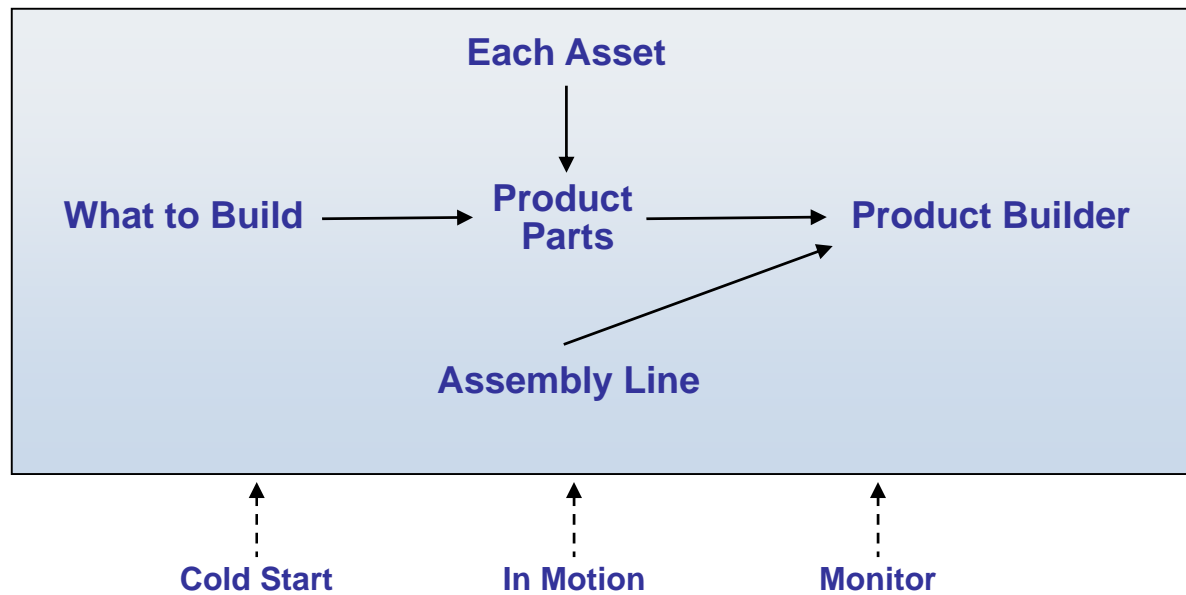 Each Asset
What to Build
Product
Parts
Product Builder
Assembly Line
Cold Start
In Motion
Monitor